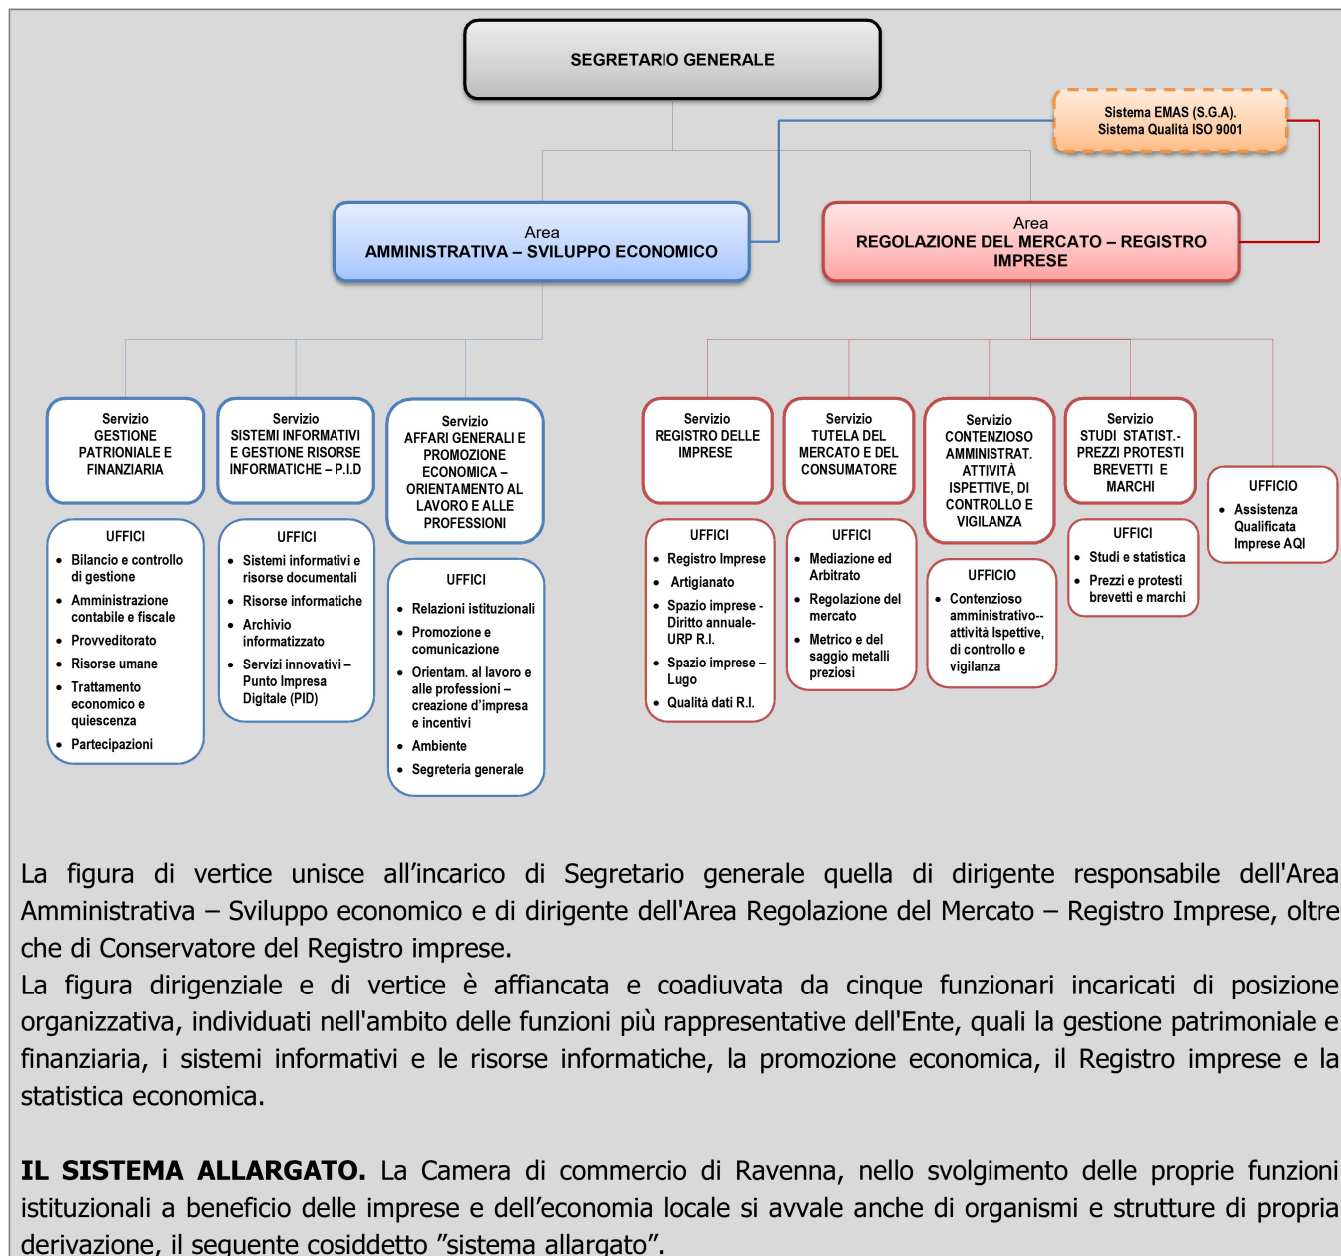 SEGRETARIO GENERALE
Sistema EMAS (S.G.A).
Sistema Qualità ISO 9001
Area
AMMINISTRATIVA – SVILUPPO ECONOMICO
Area
REGOLAZIONE DEL MERCATO – REGISTRO
IMPRESE
Servizio
GESTIONE
PATRIONIALE E
FINANZIARIA
UFFICI
• Bilancio e controllo
di gestione
• Amministrazione
contabile e fiscale
• Provveditorato
• Risorse umane
• Trattamento
economico e
quiescenza
• Partecipazioni
Servizio
SISTEMI INFORMATIVI
E GESTIONE RISORSE
INFORMATICHE – P.I.D
UFFICI
• Sistemi informativi e
risorse documentali
• Risorse informatiche
• Archivio
informatizzato
• Servizi innovativi –
Punto Impresa
Digitale (PID)
Servizio
AFFARI GENERALI E
PROMOZIONE
ECONOMICA –
ORIENTAMENTO AL
LAVORO E ALLE
PROFESSIONI
UFFICI
• Relazioni istituzionali
• Promozione e
comunicazione
• Orientam. al lavoro e
alle professioni –
creazione d’impresa
e incentivi
• Ambiente
• Segreteria generale
Servizio
REGISTRO DELLE
IMPRESE
UFFICI
• Registro Imprese
• Artigianato
• Spazio imprese -
Diritto annuale-
URP R.I.
• Spazio imprese –
Lugo
• Qualità dati R.I.
Servizio
TUTELA DEL
MERCATO E DEL
CONSUMATORE
UFFICI
• Mediazione ed
Arbitrato
• Regolazione del
mercato
• Metrico e del
saggio metalli
preziosi
Servizio
CONTENZIOSO
AMMINISTRAT.
ATTIVITÀ
ISPETTIVE, DI
CONTROLLO E
VIGILANZA
UFFICIO
• Contenzioso
amministrativo--
attività Ispettive,
di controllo e
vigilanza
Servizio
STUDI STATIST.-
PREZZI PROTESTI
BREVETTI E
MARCHI
UFFICI
• Studi e statistica
• Prezzi e protesti
brevetti e marchi
UFFICIO
• Assistenza
Qualificata
Imprese AQI
La figura di vertice unisce all’incarico di Segretario generale quella di dirigente responsabile dell'Area
Amministrativa – Sviluppo economico e di dirigente dell'Area Regolazione del Mercato – Registro Imprese, oltre
che di Conservatore del Registro imprese.
La figura dirigenziale e di vertice è affiancata e coadiuvata da cinque funzionari incaricati di posizione
organizzativa, individuati nell'ambito delle funzioni più rappresentative dell'Ente, quali la gestione patrimoniale e
finanziaria, i sistemi informativi e le risorse informatiche, la promozione economica, il Registro imprese e la
statistica economica.
IL SISTEMA ALLARGATO. La Camera di commercio di Ravenna, nello svolgimento delle proprie funzioni
istituzionali a beneficio delle imprese e dell’economia locale si avvale anche di organismi e strutture di propria
derivazione, il seguente cosiddetto ”sistema allargato”.